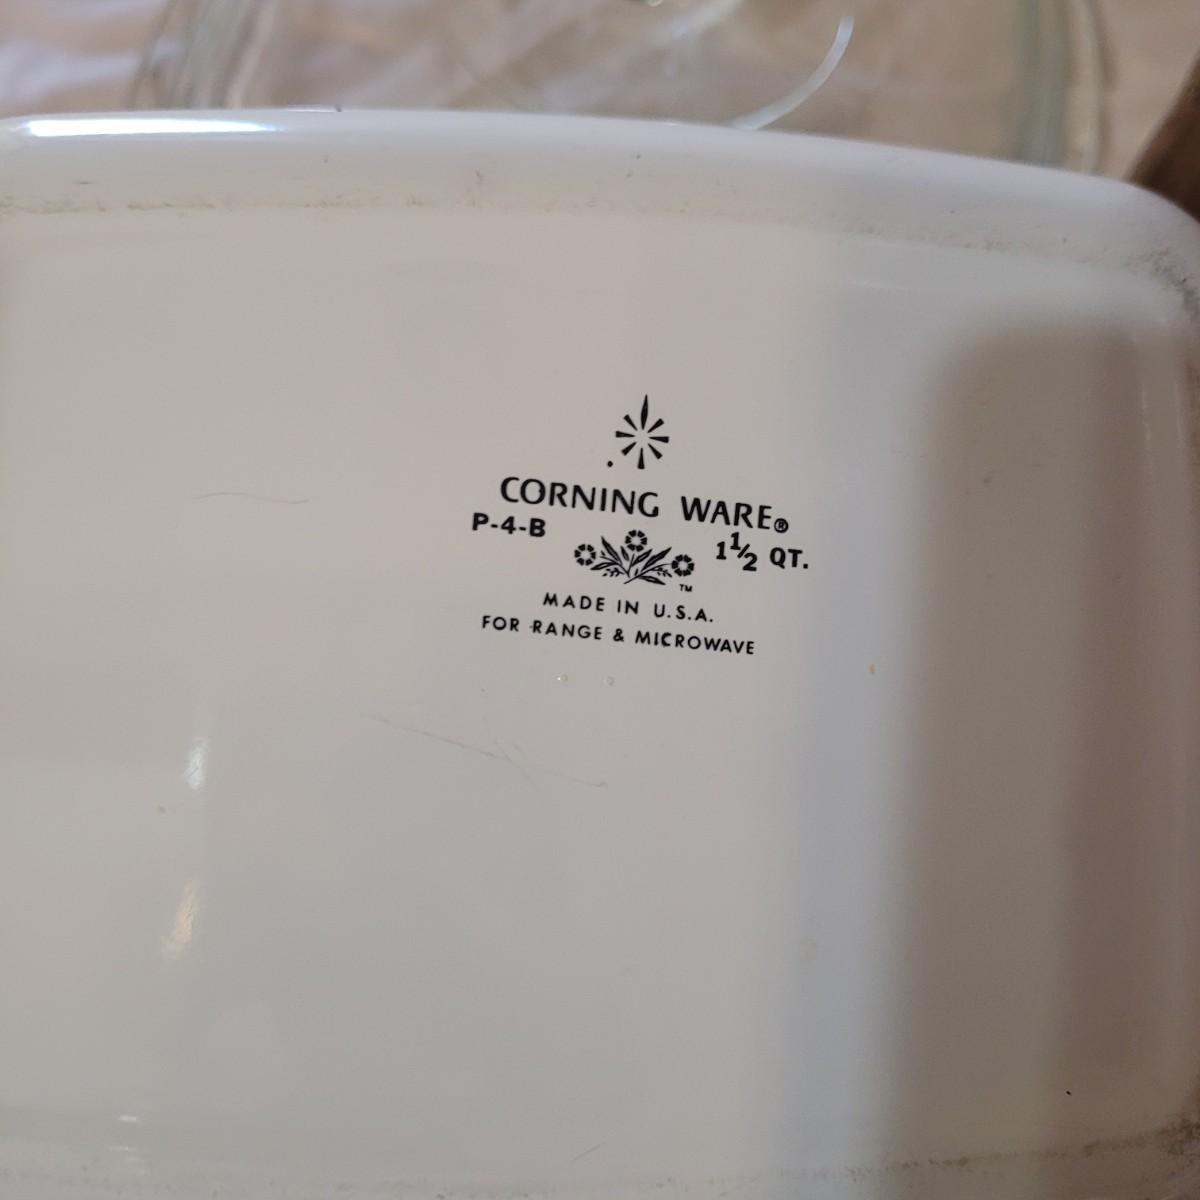 CORNING WARE®
P-4-B 1½ QT.
TM
MADE IN U.S.A.
FOR RANGE & MICROWAVE